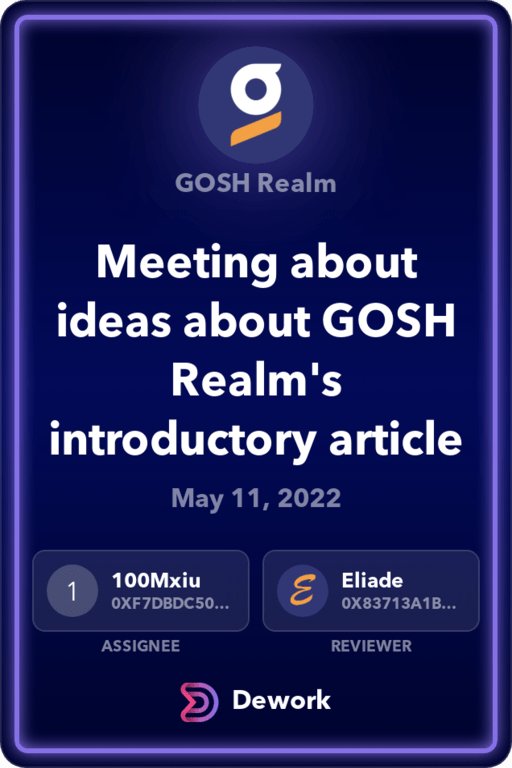 g
GOSH Realm
Meeting about
ideas about GOSH
Realm's
introductory article
May 11, 2022
1
100Mxiu
0XF7DBDC50...
ASSIGNEE
E
Eliade
0X83713A1B...
REVIEWER
Dework